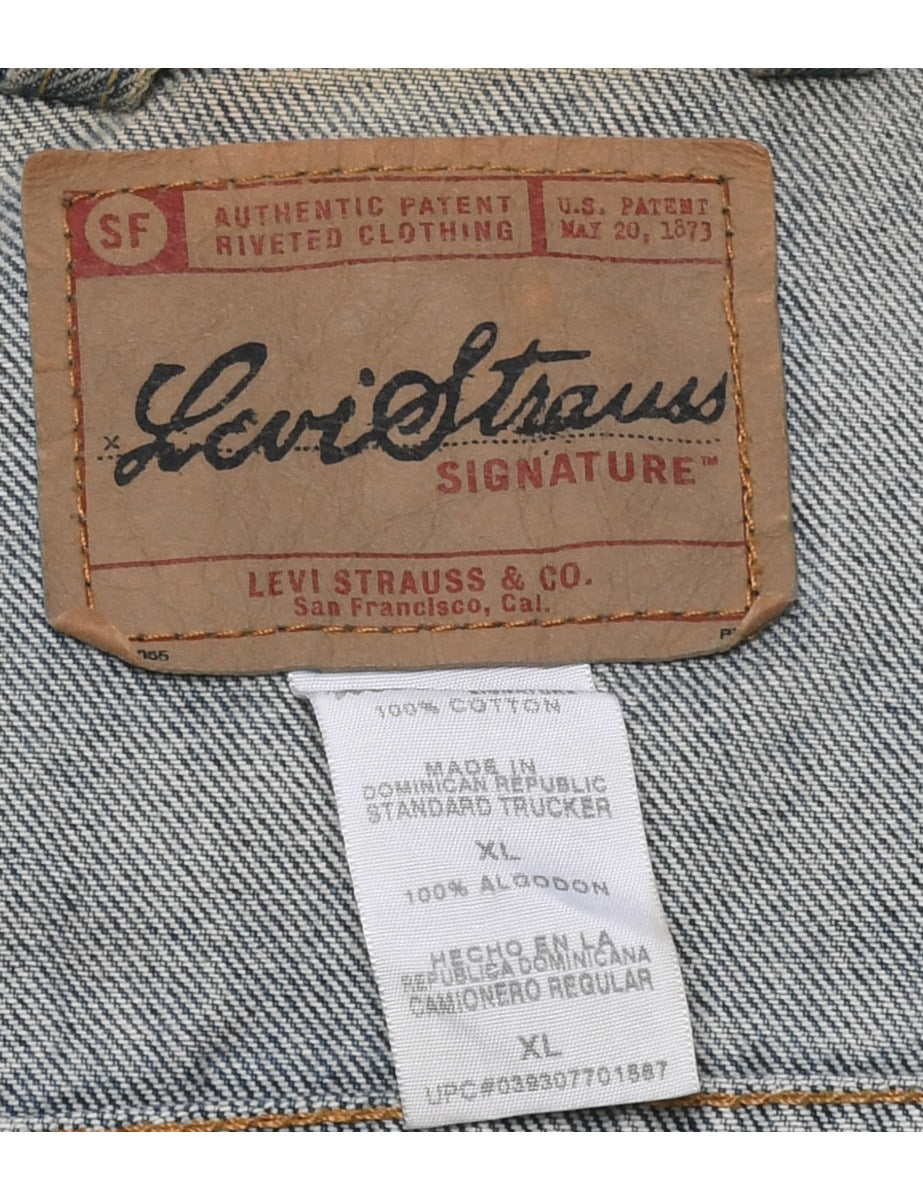 SF
AUTHENTIC PATENT
RIVETED CLOTHING
U.S. PATENT
MAY 20, 1873
x Levi Strauss
SIGNATURE™
LEVI STRAUSS & CO.
San Francisco, Cal.
100% COTTON
MADE IN
DOMINICAN REPUBLIC
STANDARD TRUCKER
XL
100% ALGODON
HECHO EN LA
REPUBLICA DOMINICANA
CAMIONERO REGULAR
XL
UPC#039307701887